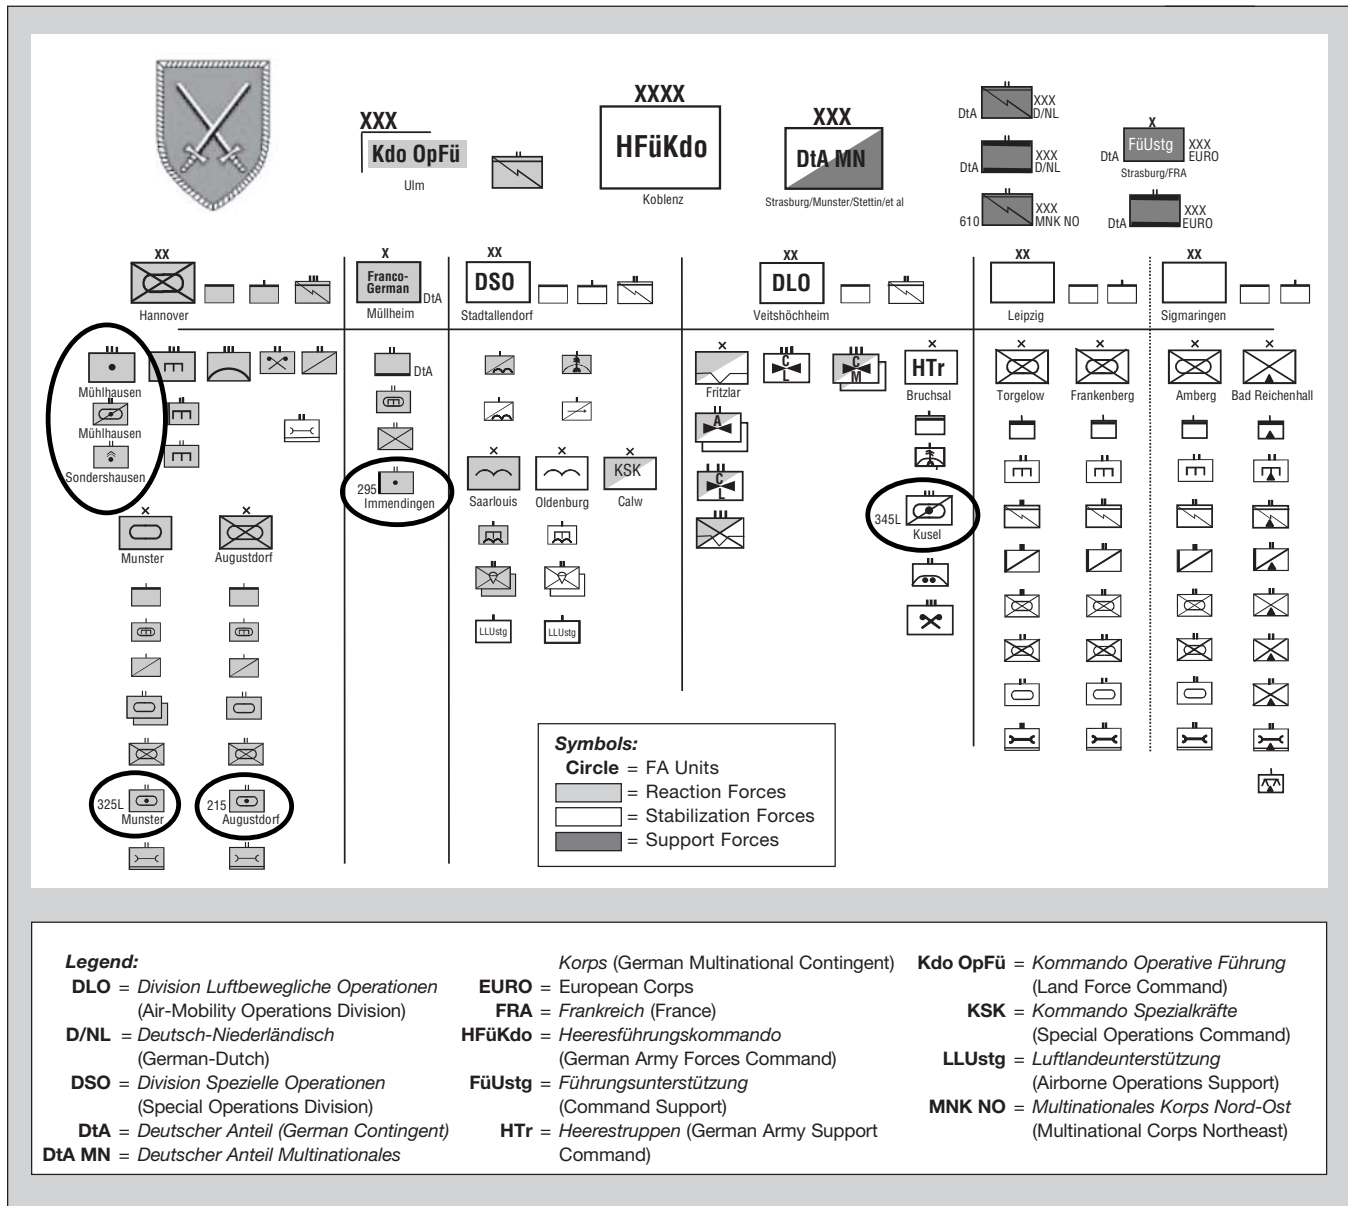 XXXX
HFüKdo
Koblenz
XXX
Kdo OpFü
Ulm
XXX
DtA MN
Strasburg/Munster/Stettin/et al
DtA XXX
D/NL
DtA XXX
D/NL
610 XXX
MNK NO
X
DtA FüUstg XXX
EURO
Strasburg/FRA
DtA XXX
EURO
XX
Hannover
X
Franco-
German DtA
Müllheim
XX
DSO
Stadtallendorf
XX
DLO
Veitshöchheim
XX
Leipzig
XX
Sigmaringen
Mühlhausen
Mühlhausen
Sondershausen
X
Munster
X
Augustdorf
325L
Munster
215
Augustdorf
DtA
295
Immendingen
X
Saarlouis
X
Oldenburg
X
KSK
Calw
LLUstg
LLUstg
X
Fritzlar
C
L
C
M
A
C
L
X
HTr
Bruchsal
345L
Kusel
X
Torgelow
X
Frankenberg
X
Amberg
X
Bad Reichenhall
Symbols:
Circle = FA Units
= Reaction Forces
= Stabilization Forces
= Support Forces
Legend:
DLO = Division Luftbewegliche Operationen
(Air-Mobility Operations Division)
D/NL = Deutsch-Niederländisch
(German-Dutch)
DSO = Division Spezielle Operationen
(Special Operations Division)
DtA = Deutscher Anteil (German Contingent)
DtA MN = Deutscher Anteil Multinationales
Korps (German Multinational Contingent)
EURO = European Corps
FRA = Frankreich (France)
HFüKdo = Heeresführungskommando
(German Army Forces Command)
FüUstg = Führungsunterstützung
(Command Support)
HTr = Heerestruppen (German Army Support
Command)
Kdo OpFü = Kommando Operative Führung
(Land Force Command)
KSK = Kommando Spezialkräfte
(Special Operations Command)
LLUstg = Luftlandeunterstützung
(Airborne Operations Support)
MNK NO = Multinationales Korps Nord-Ost
(Multinational Corps Northeast)